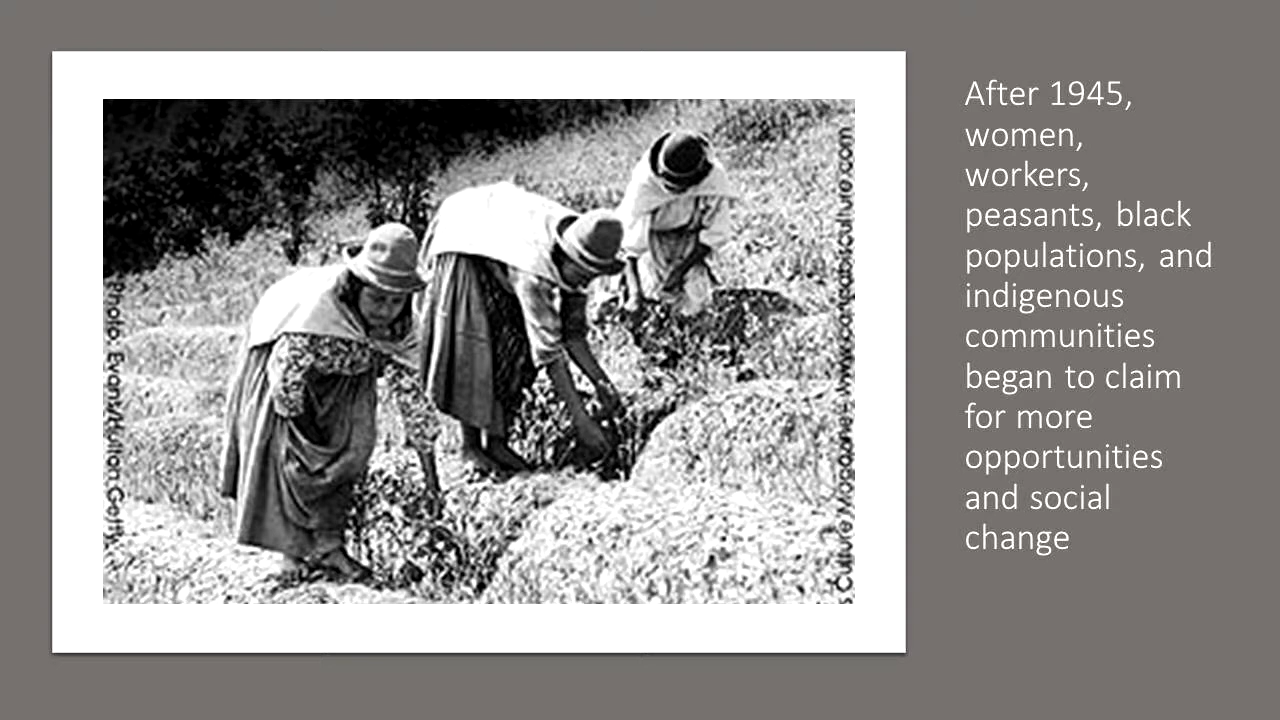 After 1945,
women,
workers,
peasants, black
populations, and
indigenous
communities
began to claim
for more
opportunities
and social
change
Photo: Evans/Hulton Getty